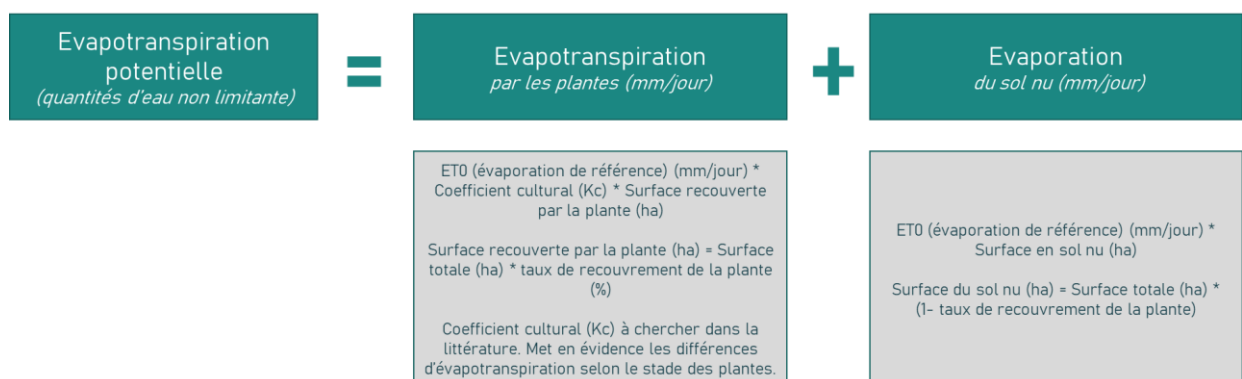 Evapotranspiration
potentielle
(quantités d'eau non limitante)
=
Evapotranspiration
par les plantes (mm/jour)
+
Evaporation
du sol nu (mm/jour)
ET0 (évaporation de référence) (mm/jour) *
Coefficient cultural (Kc) * Surface recouverte
par la plante (ha)
Surface recouverte par la plante (ha) = Surface
totale (ha) * taux de recouvrement de la plante
(%)
Coefficient cultural (Kc) à chercher dans la
littérature. Met en évidence les différences
d'évapotranspiration selon le stade des plantes.
ET0 (évaporation de référence) (mm/jour) *
Surface en sol nu (ha)
Surface du sol nu (ha) = Surface totale (ha) *
(1- taux de recouvrement de la plante)